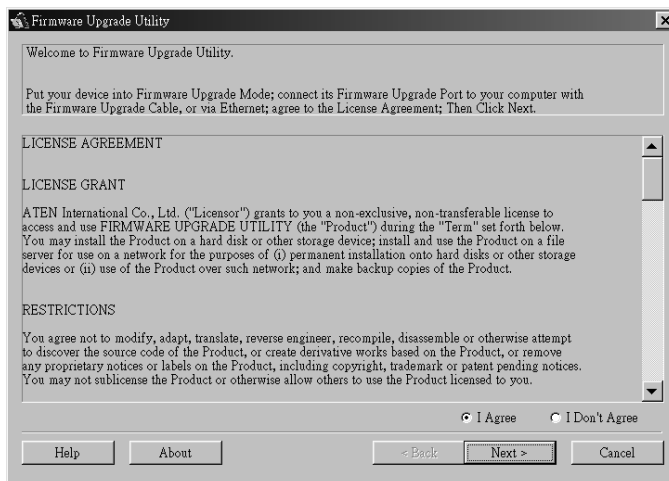 Firmware Upgrade Utility
Welcome to Firmware Upgrade Utility.
Put your device into Firmware Upgrade Mode; connect its Firmware Upgrade Port to your computer with
the Firmware Upgrade Cable, or via Ethernet; agree to the License Agreement; Then Click Next.
LICENSE AGREEMENT
LICENSE GRANT
ATEN International Co., Ltd. ("Licensor") grants to you a non-exclusive, non-transferable license to
access and use FIRMWARE UPGRADE UTILITY (the "Product") during the "Term" set forth below.
You may install the Product on a hard disk or other storage device; install and use the Product on a file
server for use on a network for the purposes of (i) permanent installation onto hard disks or other storage
devices or (ii) use of the Product over such network; and make backup copies of the Product.
RESTRICTIONS
You agree not to modify, adapt, translate, reverse engineer, recompile, disassemble or otherwise attempt
to discover the source code of the Product, or create derivative works based on the Product, or remove
any proprietary notices or labels on the Product, including copyright, trademark or patent pending notices.
You may not sublicense the Product or otherwise allow others to use the Product licensed to you.
I Agree I Don't Agree
Help About < Back Next > Cancel